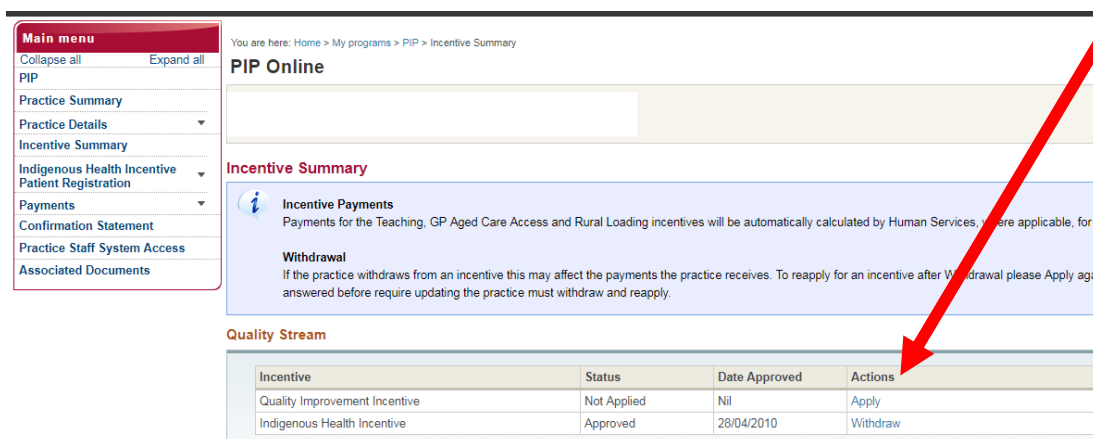 Main menu
Collapse all Expand all
PIP
Practice Summary
Practice Details
Incentive Summary
Indigenous Health Incentive
Patient Registration
Payments
Confirmation Statement
Practice Staff System Access
Associated Documents
You are here: Home > My programs > PIP > Incentive Summary
PIP Online
Incentive Summary
i
Incentive Payments
Payments for the Teaching, GP Aged Care Access and Rural Loading incentives will be automatically calculated by Human Services, applicable, for
Withdrawal
If the practice withdraws from an incentive this may affect the payments the practice receives. To reapply for an incentive after Withdrawal please Apply
answered before require updating the practice must withdraw and reapply.
Quality Stream
Incentive Status Date Approved Actions
Quality Improvement Incentive Not Applied Nil Apply
Indigenous Health Incentive Approved 28/04/2010 Withdraw